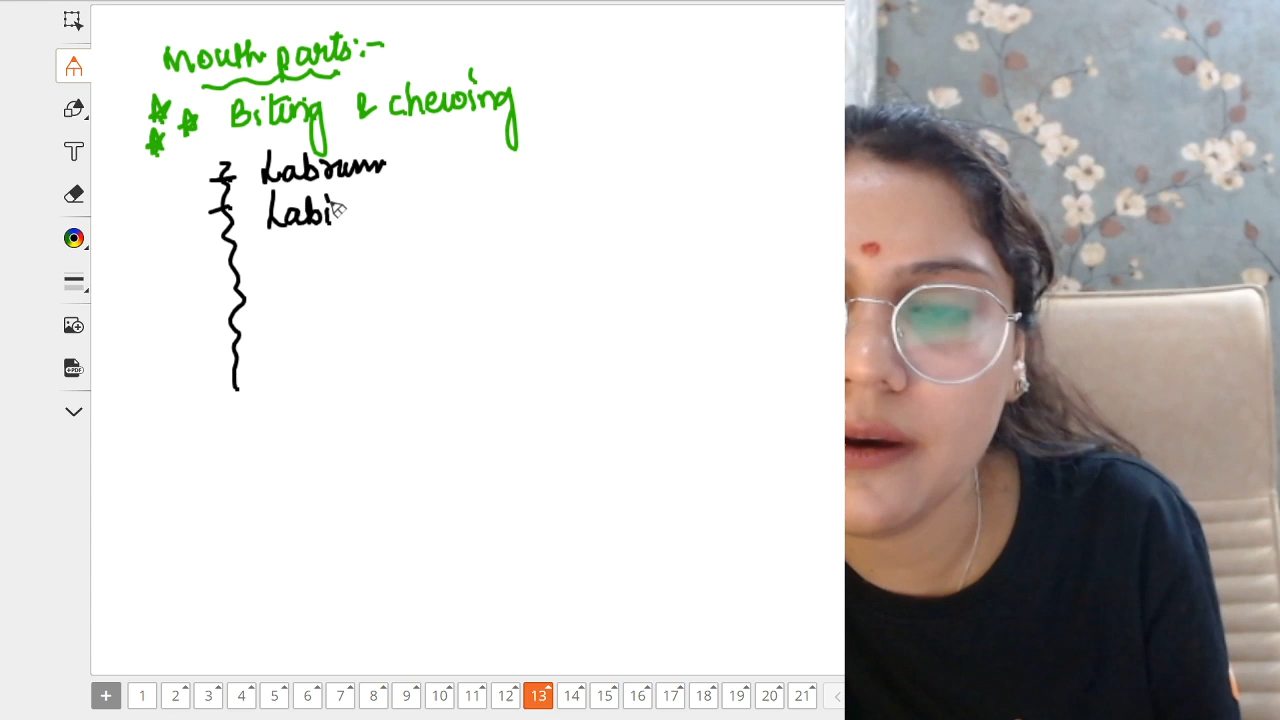 Mouth parts:-
Biting & chewing
Labrum
Labi
T
+PDF
+ 1 2 3 4 5 6 7 8 9 10 11 12 13 14 15 16 17 18 19 20 21